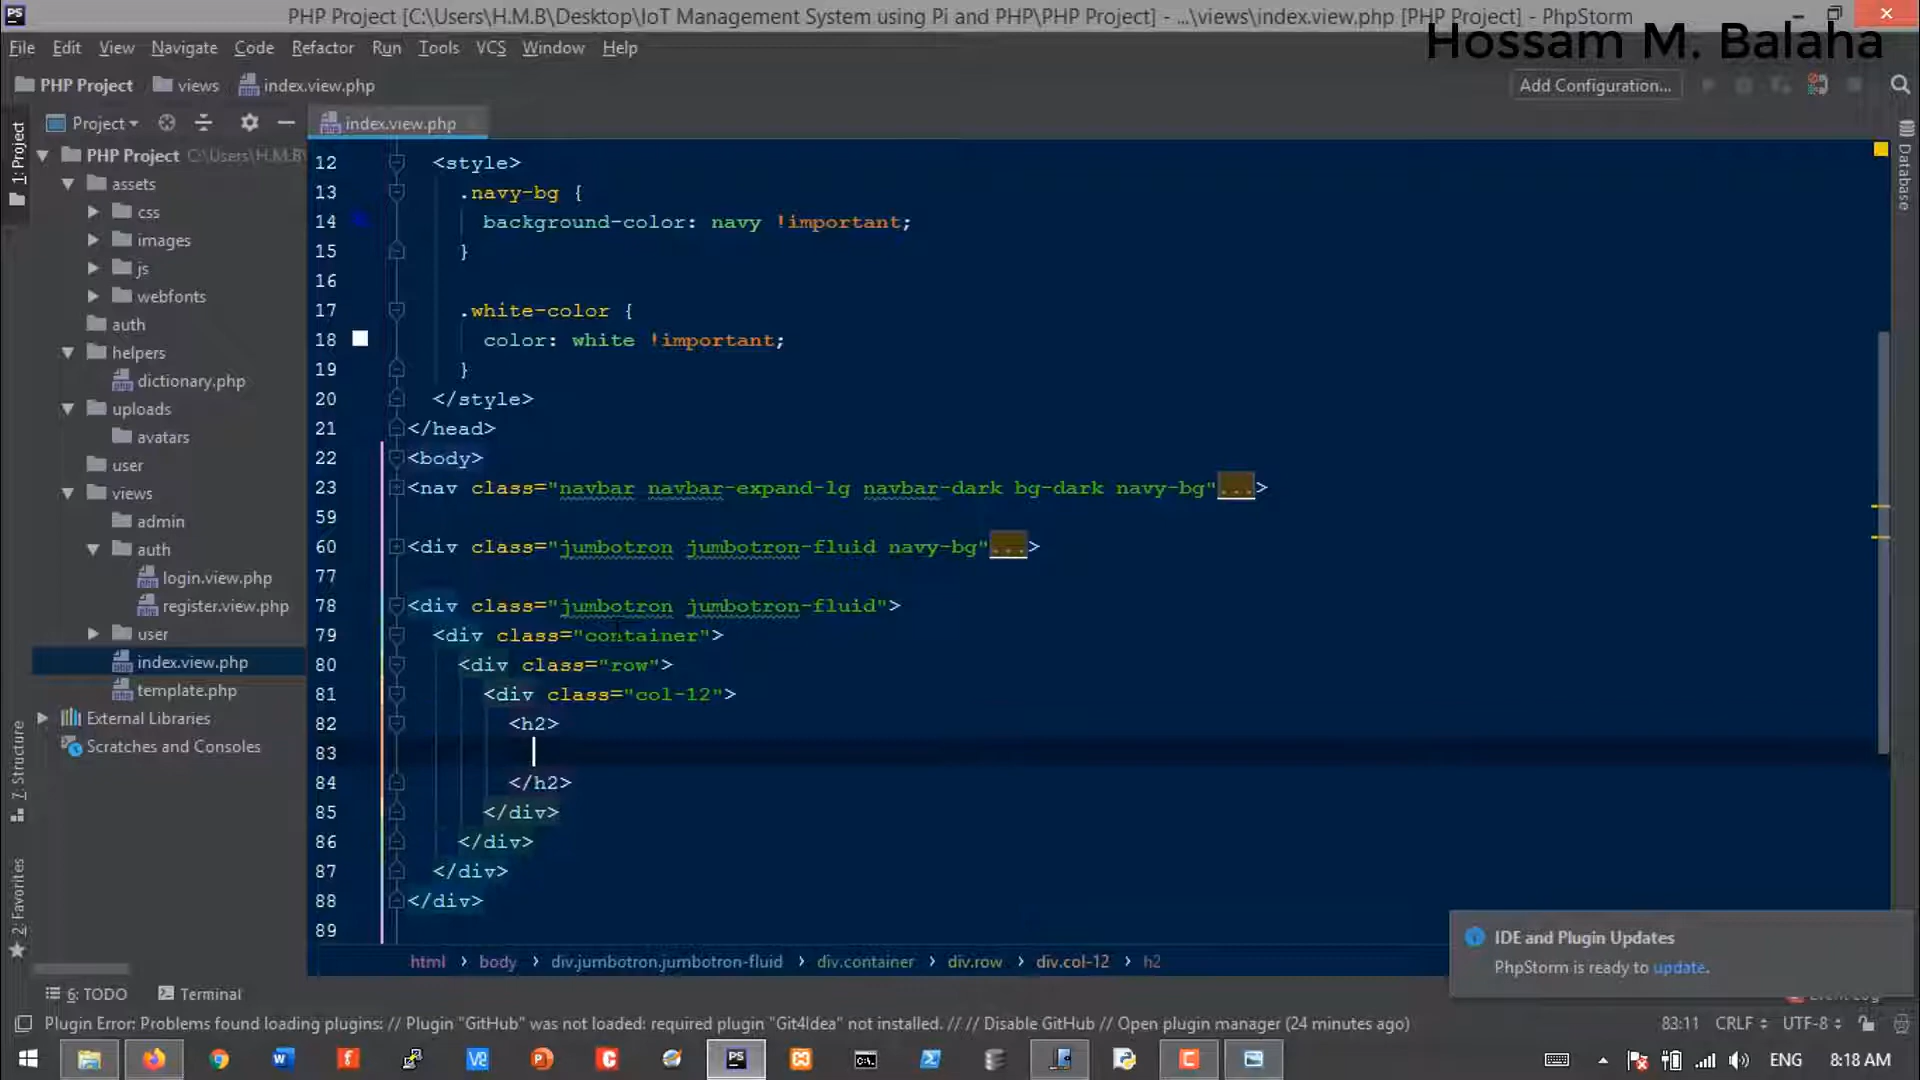 PHP Project [C:\Users\H.M.B\Desktop\IoT Management System using Pi and PHP\PHP Project] - ...\views\index.view.php [PHP Project] - PhpStorm
Hossam M. Balaha
File Edit View Navigate Code Refactor Run Tools VCS Window Help
PHP Project views index.view.php Add Configuration...
Project
index.view.php
1: Project
7: Structure
2: Favorites
Database
PHP Project C:\Users\H.M.B\
assets
css
images
js
webfonts
auth
helpers
dictionary.php
uploads
avatars
user
views
admin
auth
login.view.php
register.view.php
user
index.view.php
template.php
External Libraries
Scratches and Consoles
12 <style>
13 .navy-bg {
14 background-color: navy !important;
15 }
16
17 .white-color {
18 color: white !important;
19 }
20 </style>
21 </head>
22 <body>
23 <nav class="navbar navbar-expand-lg navbar-dark bg-dark navy-bg"...>
59
60 <div class="jumbotron jumbotron-fluid navy-bg"...>
77
78 <div class="jumbotron jumbotron-fluid">
79 <div class="container">
80 <div class="row">
81 <div class="col-12">
82 <h2>
83
84 </h2>
85 </div>
86 </div>
87 </div>
88 </div>
89
html > body > div.jumbotron.jumbotron-fluid > div.container > div.row > div.col-12 > h2
IDE and Plugin Updates
PhpStorm is ready to update.
6: TODO Terminal
Plugin Error: Problems found loading plugins: // Plugin "GitHub" was not loaded: required plugin "Git4Idea" not installed. // // Disable GitHub // Open plugin manager (24 minutes ago) 83:11 CRLF UTF-8
ENG 8:18 AM